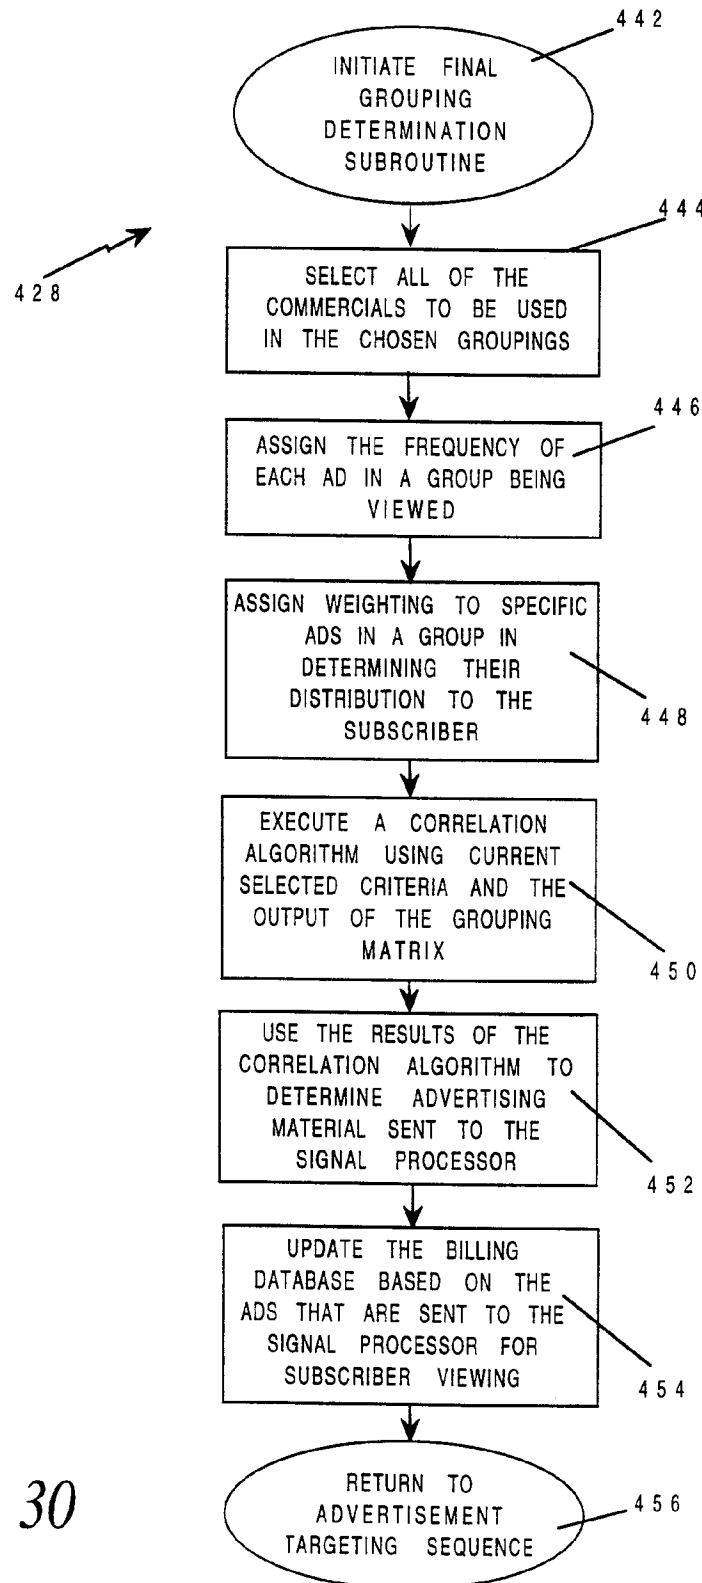 442
INITIATE FINAL
GROUPING
DETERMINATION
SUBROUTINE
444
428
SELECT ALL OF THE
COMMERCIALS TO BE USED
IN THE CHOSEN GROUPINGS
446
ASSIGN THE FREQUENCY OF
EACH AD IN A GROUP BEING
VIEWED
ASSIGN WEIGHTING TO SPECIFIC
ADS IN A GROUP IN
DETERMINING THEIR
DISTRIBUTION TO THE
SUBSCRIBER
448
EXECUTE A CORRELATION
ALGORITHM USING CURRENT
SELECTED CRITERIA AND THE
OUTPUT OF THE GROUPING
MATRIX
450
USE THE RESULTS OF THE
CORRELATION ALGORITHM TO
DETERMINE ADVERTISING
MATERIAL SENT TO THE
SIGNAL PROCESSOR
452
UPDATE THE BILLING
DATABASE BASED ON THE
ADS THAT ARE SENT TO THE
SIGNAL PROCESSOR FOR
SUBSCRIBER VIEWING
454
RETURN TO
ADVERTISEMENT
TARGETING SEQUENCE
456
30